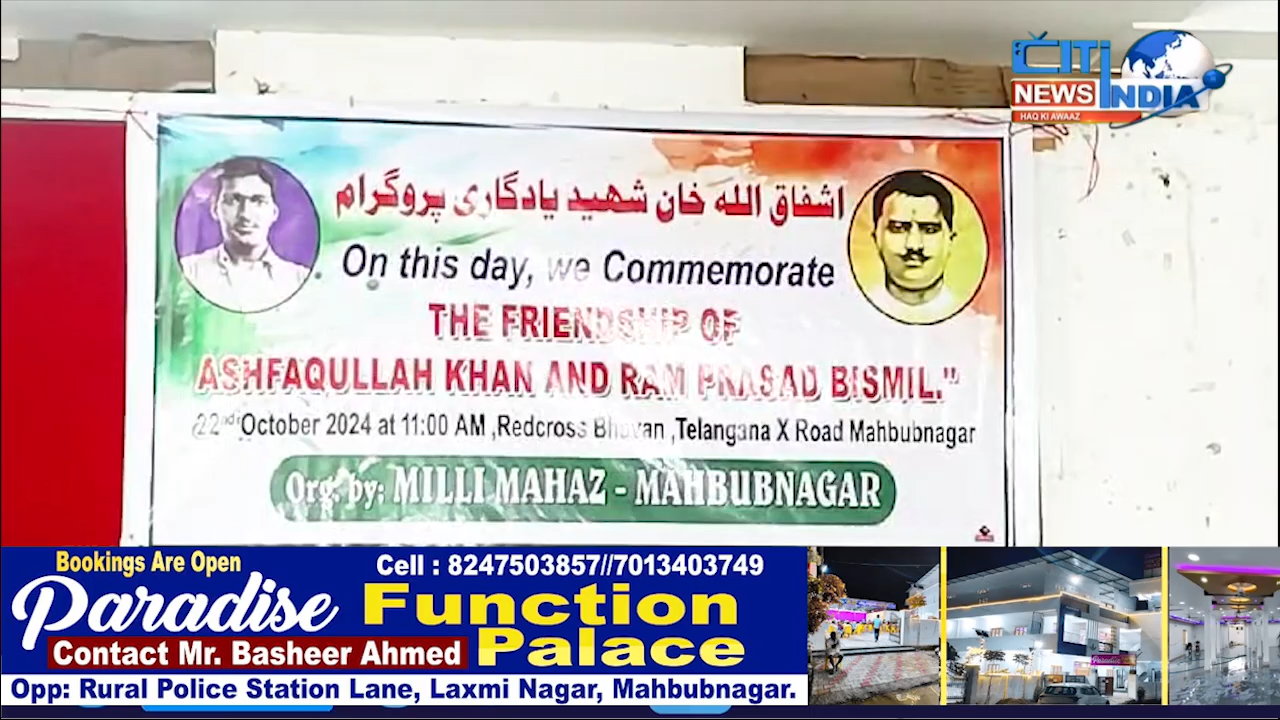 CITI
NEWS INDIA
HAQ KI AWAAZ
اشفاق اللہ خان شہید یادگاری پروگرام
On this day, we Commemorate
THE FRIENDSHIP OF
ASHFAQULLAH KHAN AND RAM PRASAD BISMIL."
22nd October 2024 at 11:00 AM ,Redcross Bhavan ,Telangana X Road Mahbubnagar
Org. by: MILLI MAHAZ - MAHBUBNAGAR
Bookings Are Open
Cell : 8247503857//7013403749
Paradise Function
Palace
Contact Mr. Basheer Ahmed
Opp: Rural Police Station Lane, Laxmi Nagar, Mahbubnagar.
Paradise